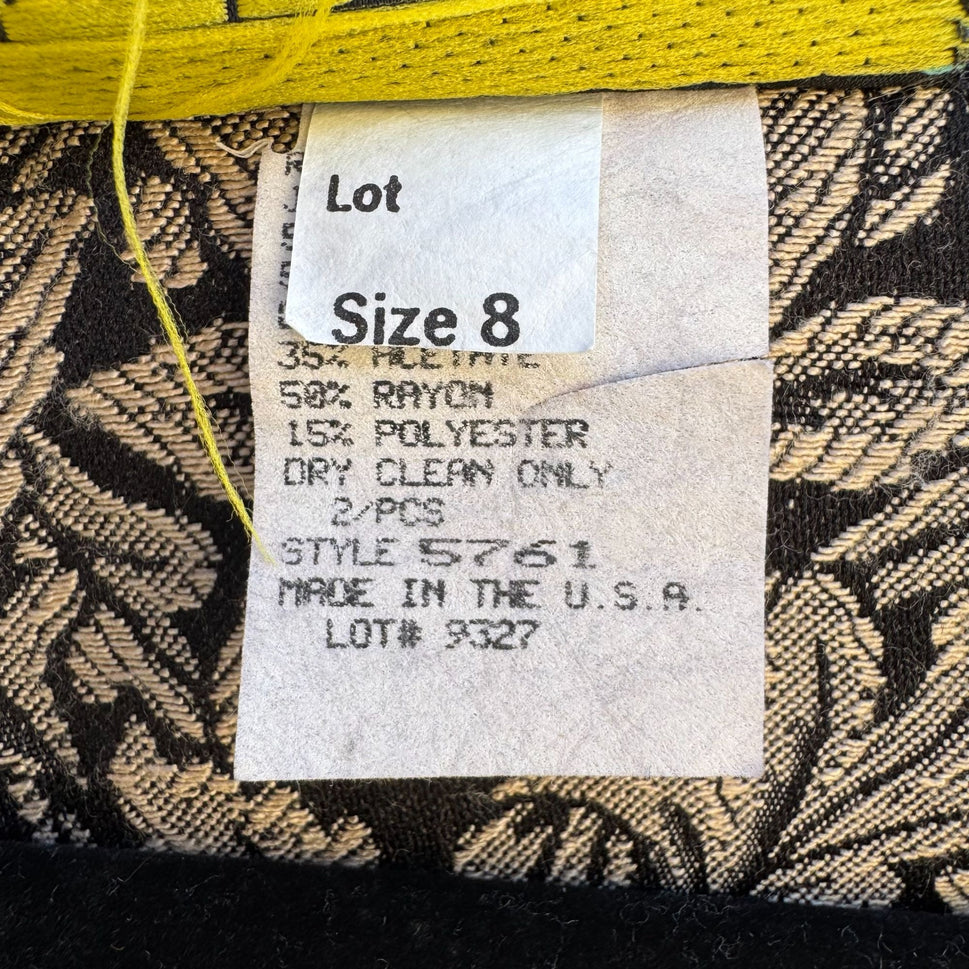 Lot
Size 8
35% ACETATE
50% RAYON
15% POLYESTER
DRY CLEAN ONLY
2/PCS
STYLE 5761
MADE IN THE U.S.A.
LOT# 9327